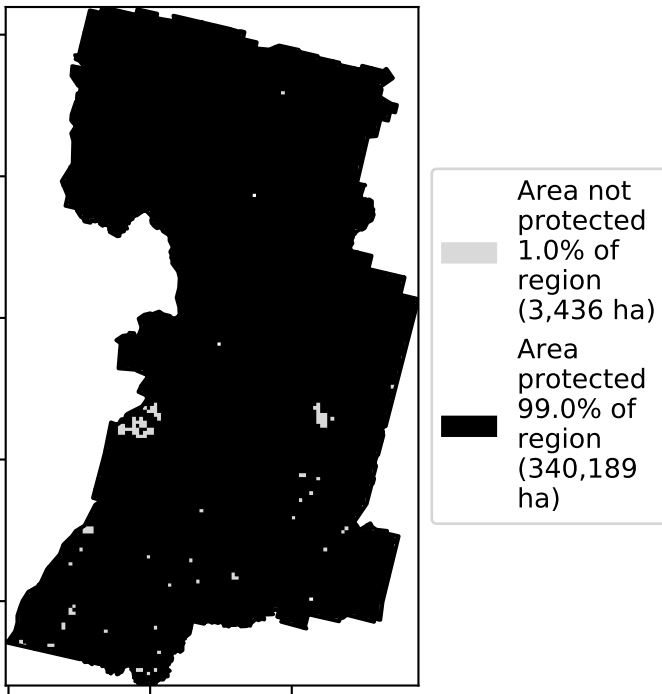 Area not
protected
1.0% of
region
(3,436 ha)
Area
protected
99.0% of
region
(340,189
ha)